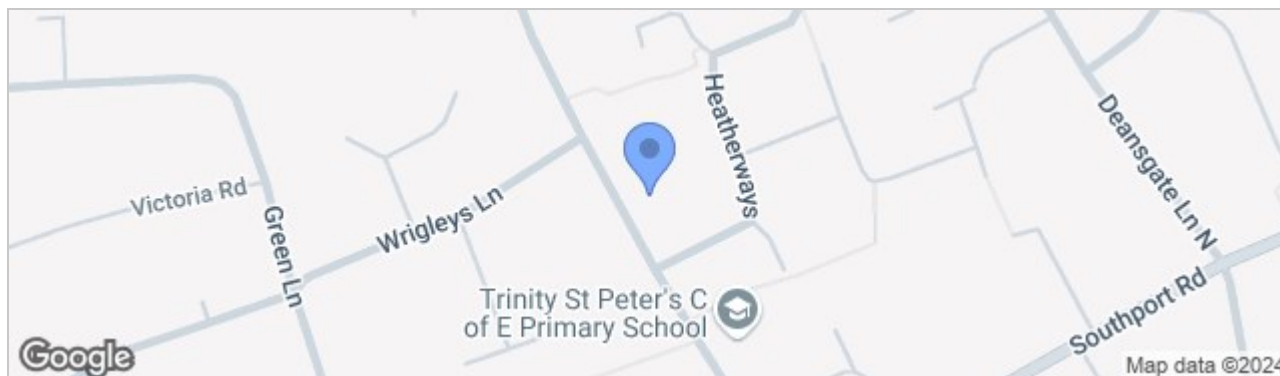 Heatherways
Deansgate Ln N
Victoria Rd
Wrigleys Ln
Green Ln
Trinity St Peter's C
of E Primary School
Southport Rd
Google
Map data ©2024